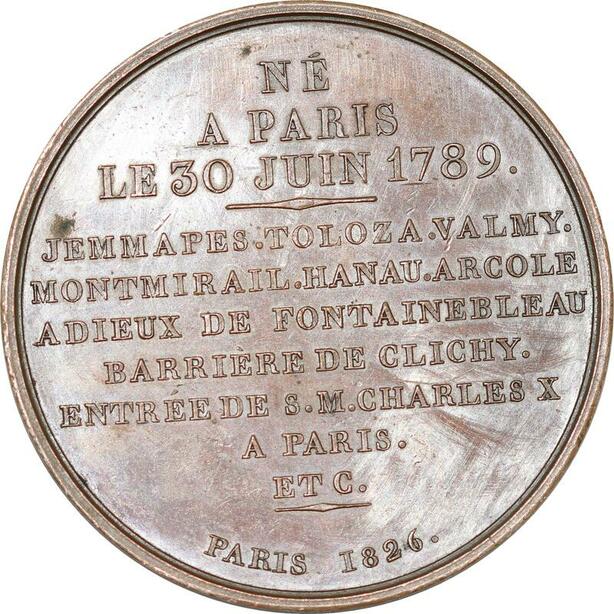 NÉ
A PARIS
LE 30 JUIN 1789.
JEMMAPES.TOLOZA.VALMY.
MONTMIRAIL.HANAU.ARCOLE
ADIEUX DE FONTAINEBLEAU
BARRIÈRE DE CLICHY.
ENTREE DE S.M.CHARLES X
A PARIS.
ETC.
PARIS 1826.